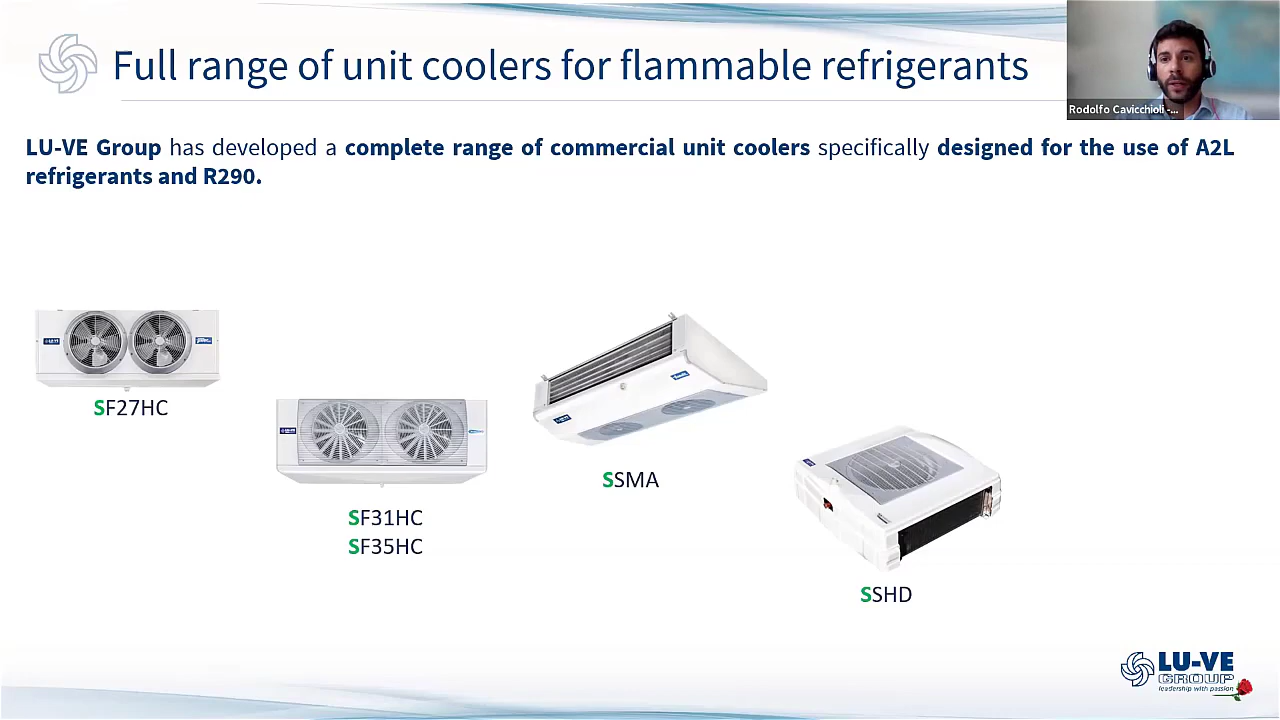 Full range of unit coolers for flammable refrigerants
Rodolfo Cavicchioli -...
LU-VE Group has developed a complete range of commercial unit coolers specifically designed for the use of A2L
refrigerants and R290.
SF27HC
SF31HC
SF35HC
SSMA
SSHD
LU-VE
GROUP
leadership with passion